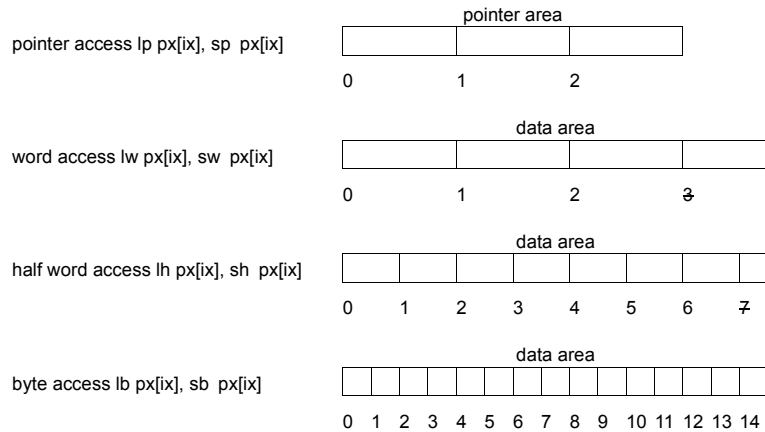 pointer area
pointer access lp px[ix], sp px[ix]
0 1 2
data area
word access lw px[ix], sw px[ix]
0 1 2 3
data area
half word access lh px[ix], sh px[ix]
0 1 2 3 4 5 6 7
data area
byte access lb px[ix], sb px[ix]
0 1 2 3 4 5 6 7 8 9 10 11 12 13 14